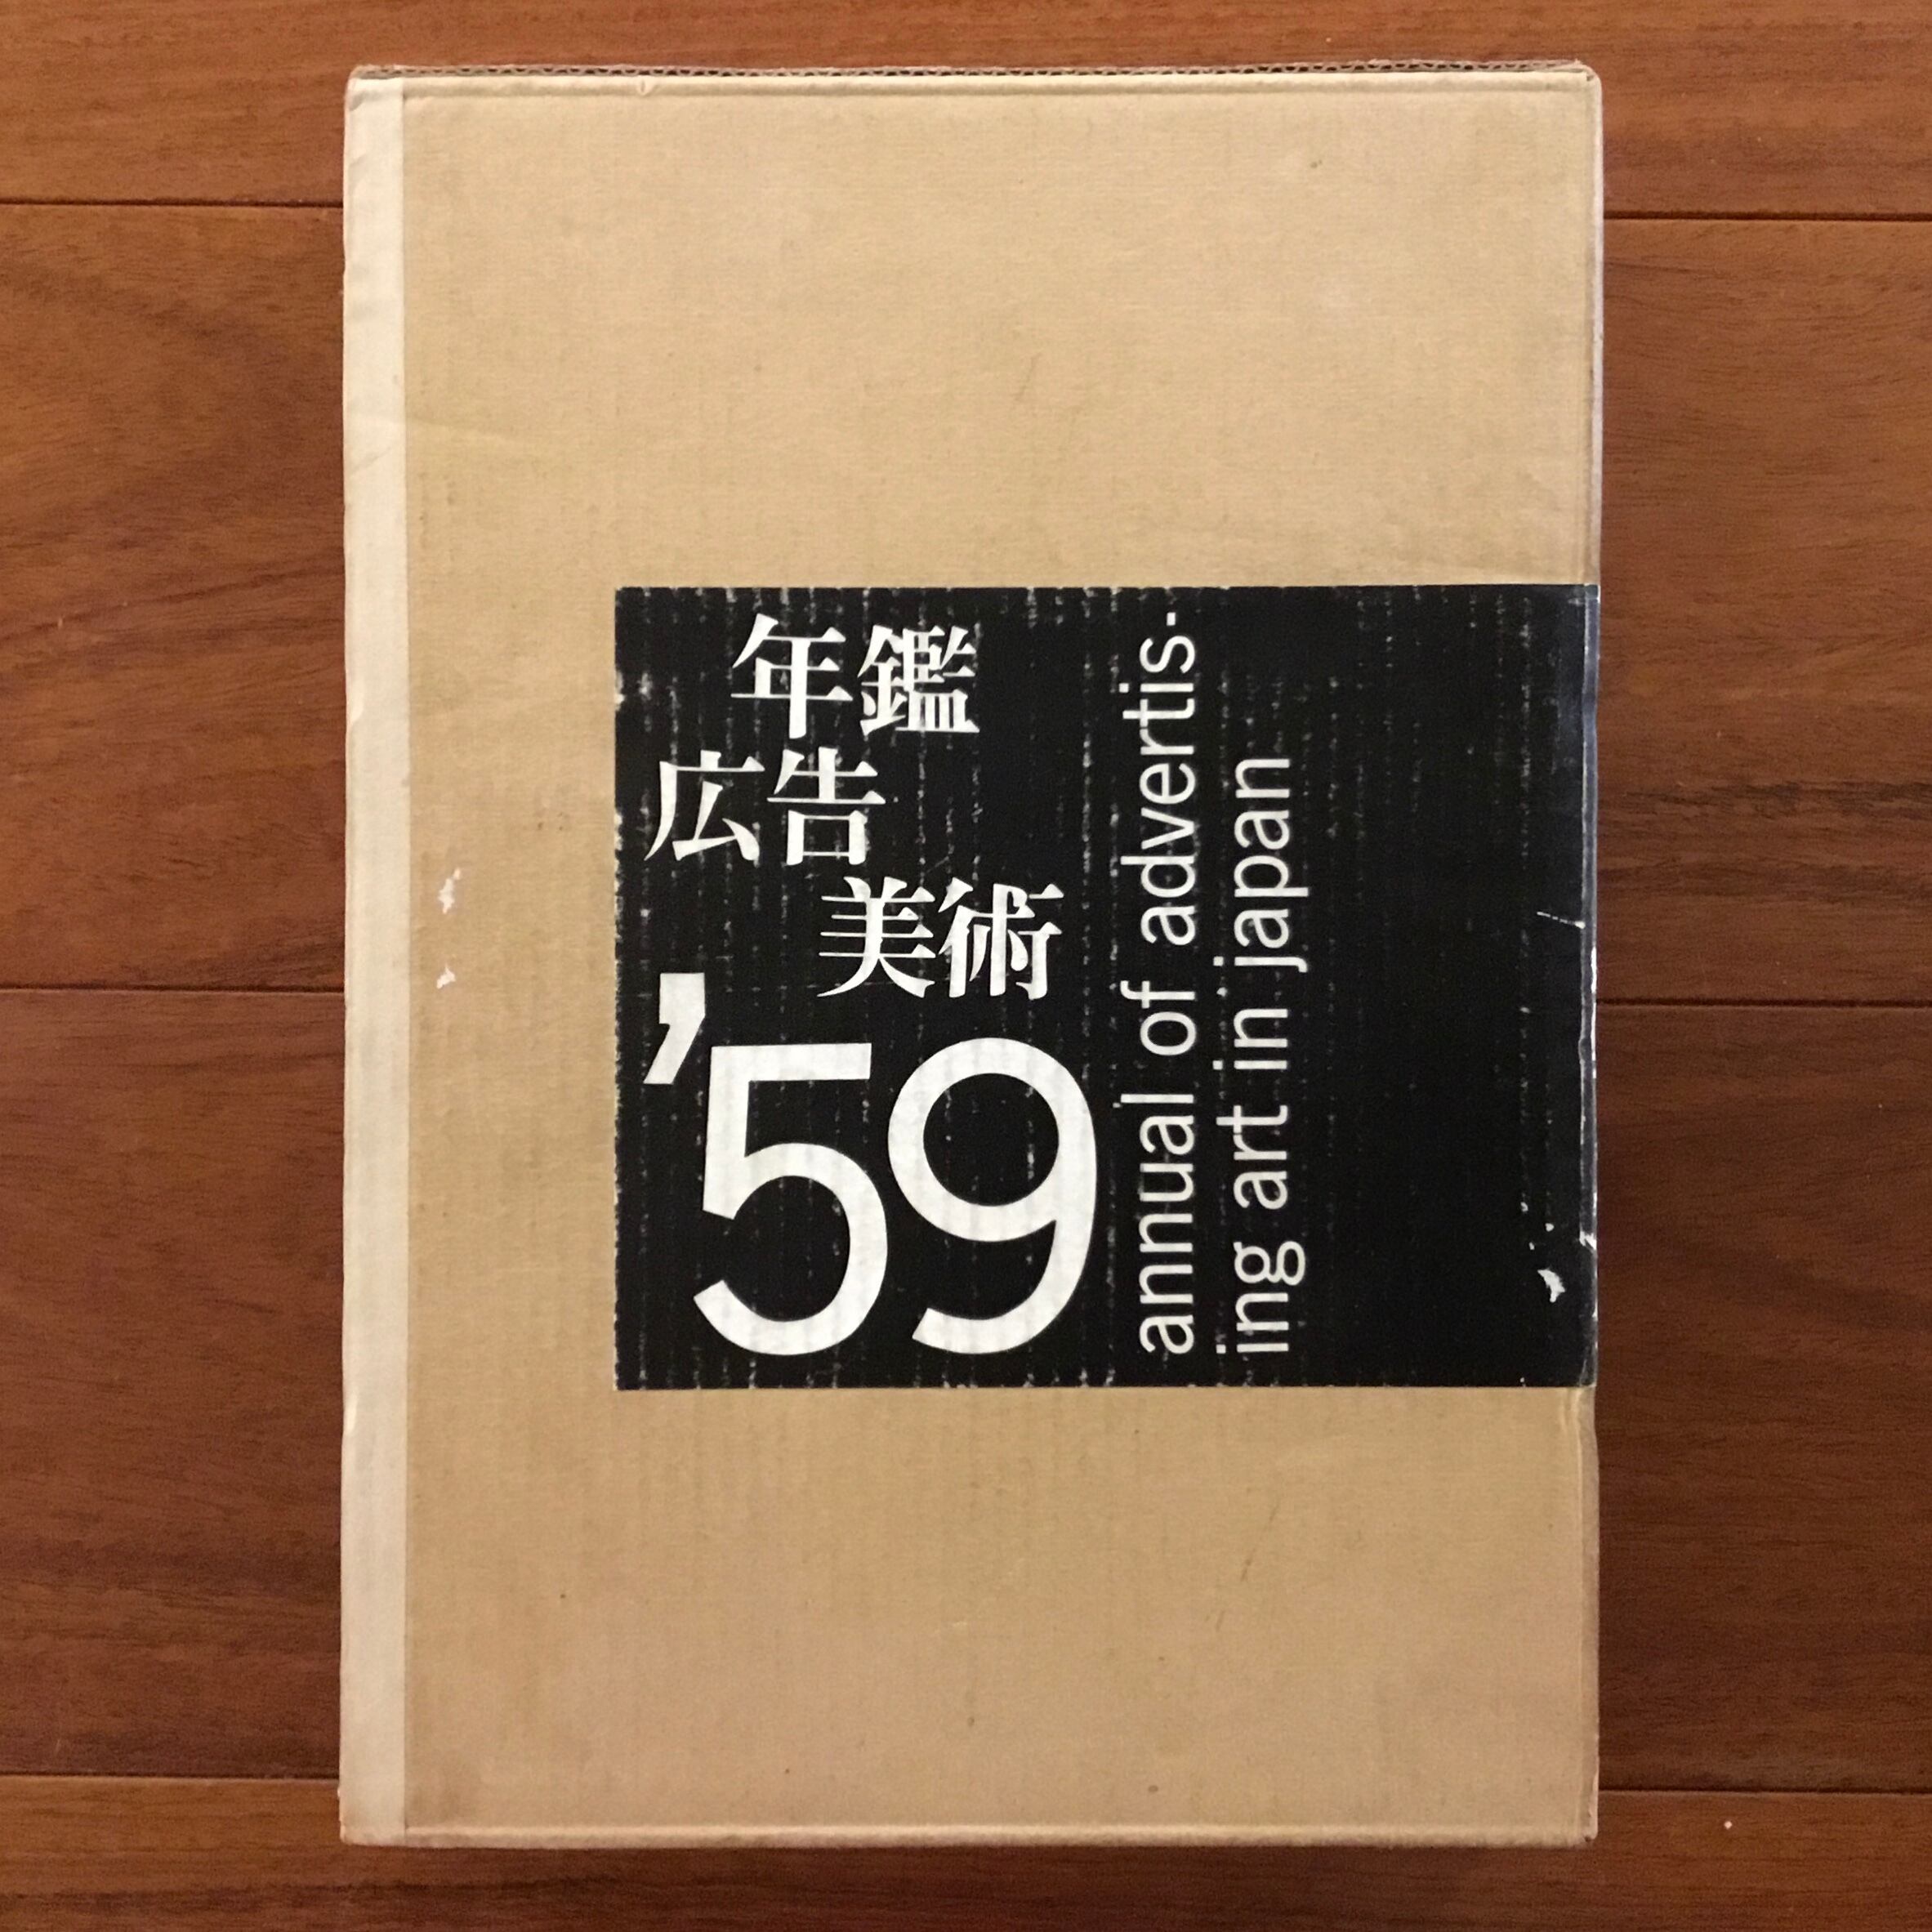 年鑑
広告
美術
’59
annual of advertis-
ing art in japan